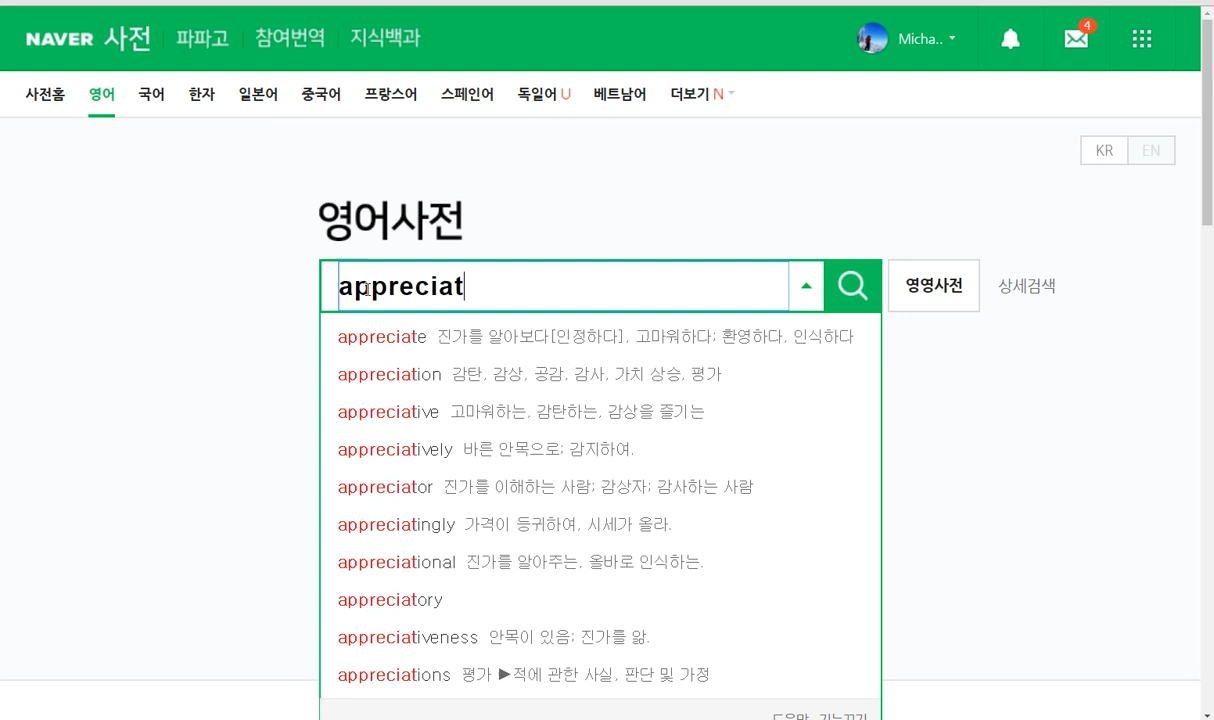 NAVER 사전 파파고 참여번역 지식백과 Micha.. 4
사전홈 영어 국어 한자 일본어 중국어 프랑스어 스페인어 독일어 U 베트남어 더보기 N
KR EN
영어사전
appreciat 영영사전 상세검색
appreciate 진가를 알아보다[인정하다], 고마워하다; 환영하다, 인식하다
appreciation 감탄, 감상, 공감, 감사, 가치 상승, 평가
appreciative 고마워하는, 감탄하는, 감상을 즐기는
appreciatively 바른 안목으로; 감지하여.
appreciator 진가를 이해하는 사람; 감상자; 감사하는 사람
appreciatingly 가격이 등귀하여, 시세가 올라.
appreciational 진가를 알아주는, 올바로 인식하는.
appreciatory
appreciativeness 안목이 있음; 진가를 앎.
appreciations 평가 ▶적에 관한 사실, 판단 및 가정